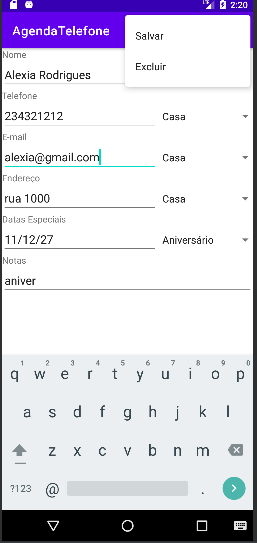 2:20
AgendaTelefone
Salvar
Excluir
Nome
Alexia Rodrigues
Telefone
234321212 Casa
E-mail
alexia@gmail.com Casa
Endereço
rua 1000 Casa
Datas Especiais
11/12/27 Aniversário
Notas
aniver
1 2 3 4 5 6 7 8 9 0
q w e r t y u i o p
a s d f g h j k l
z x c v b n m
?123 @ .